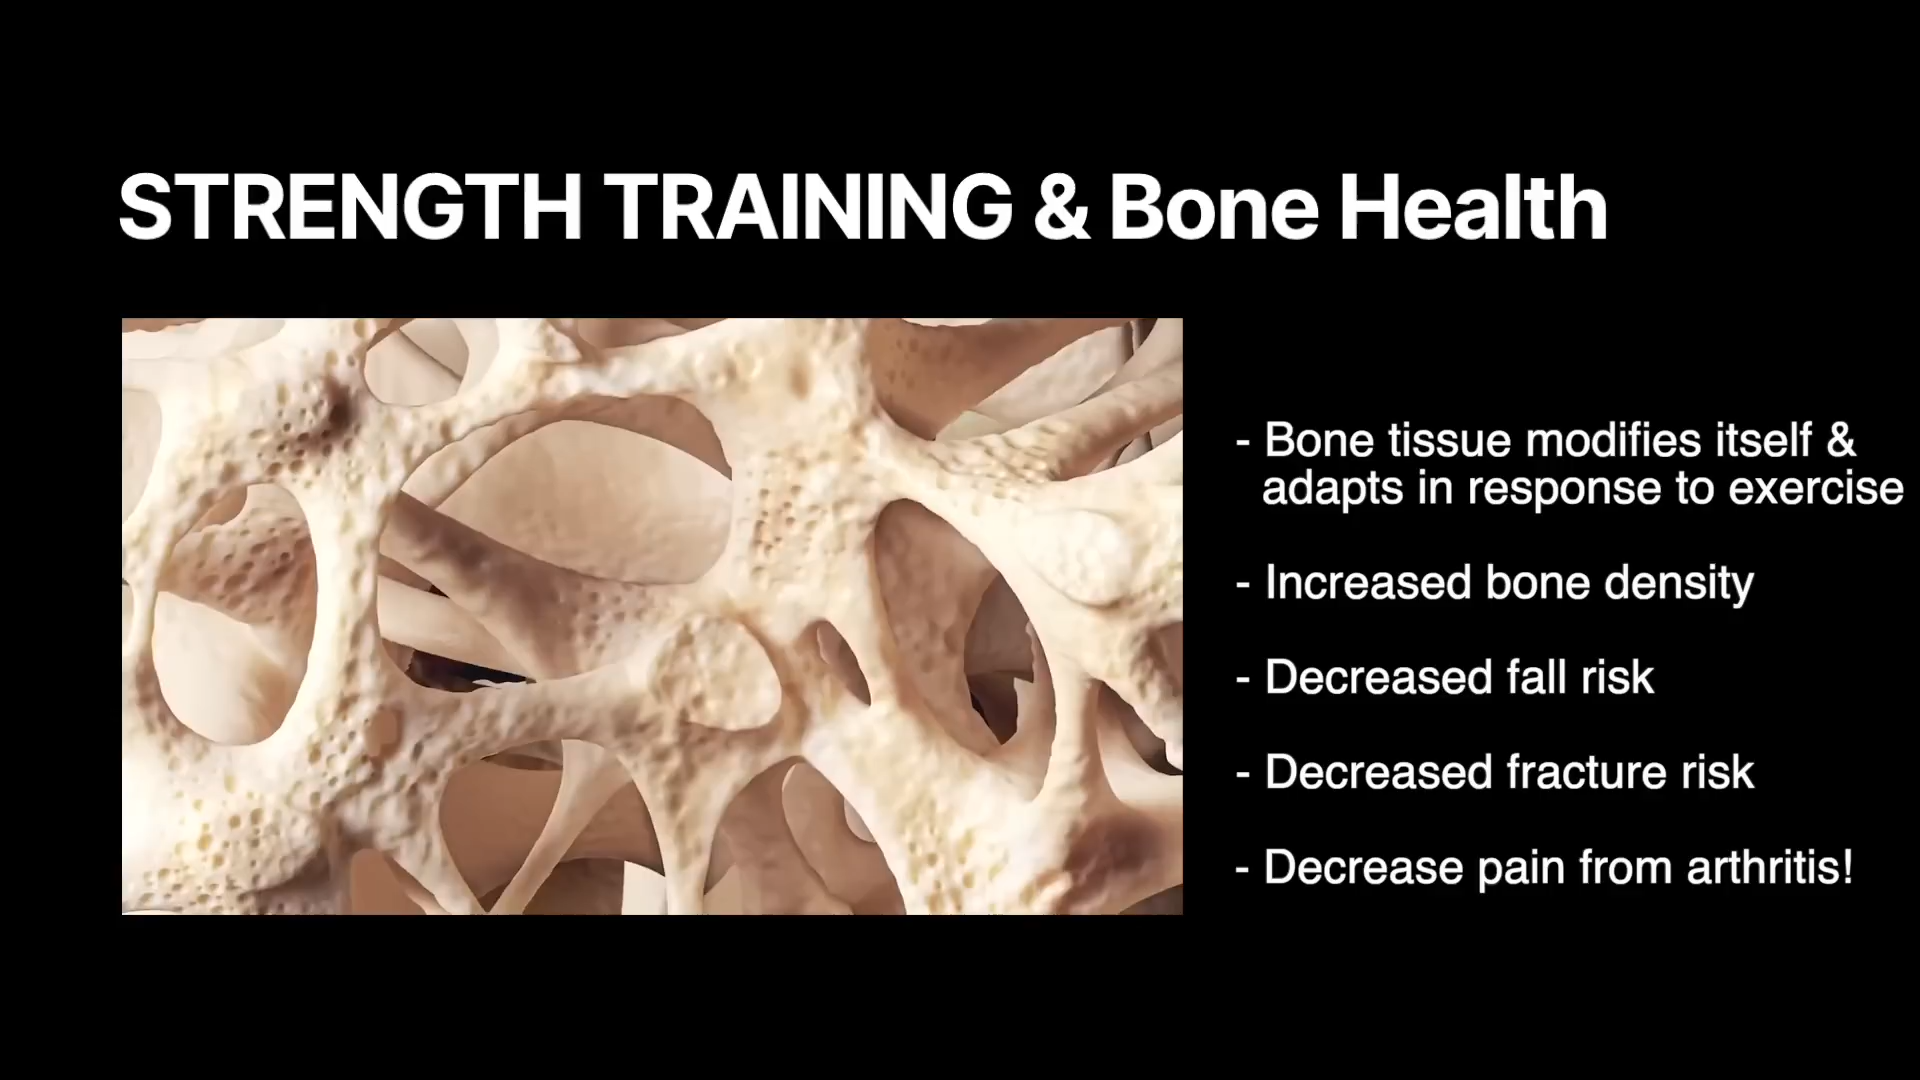 STRENGTH TRAINING & Bone Health
- Bone tissue modifies itself &
adapts in response to exercise
- Increased bone density
- Decreased fall risk
- Decreased fracture risk
- Decrease pain from arthritis!